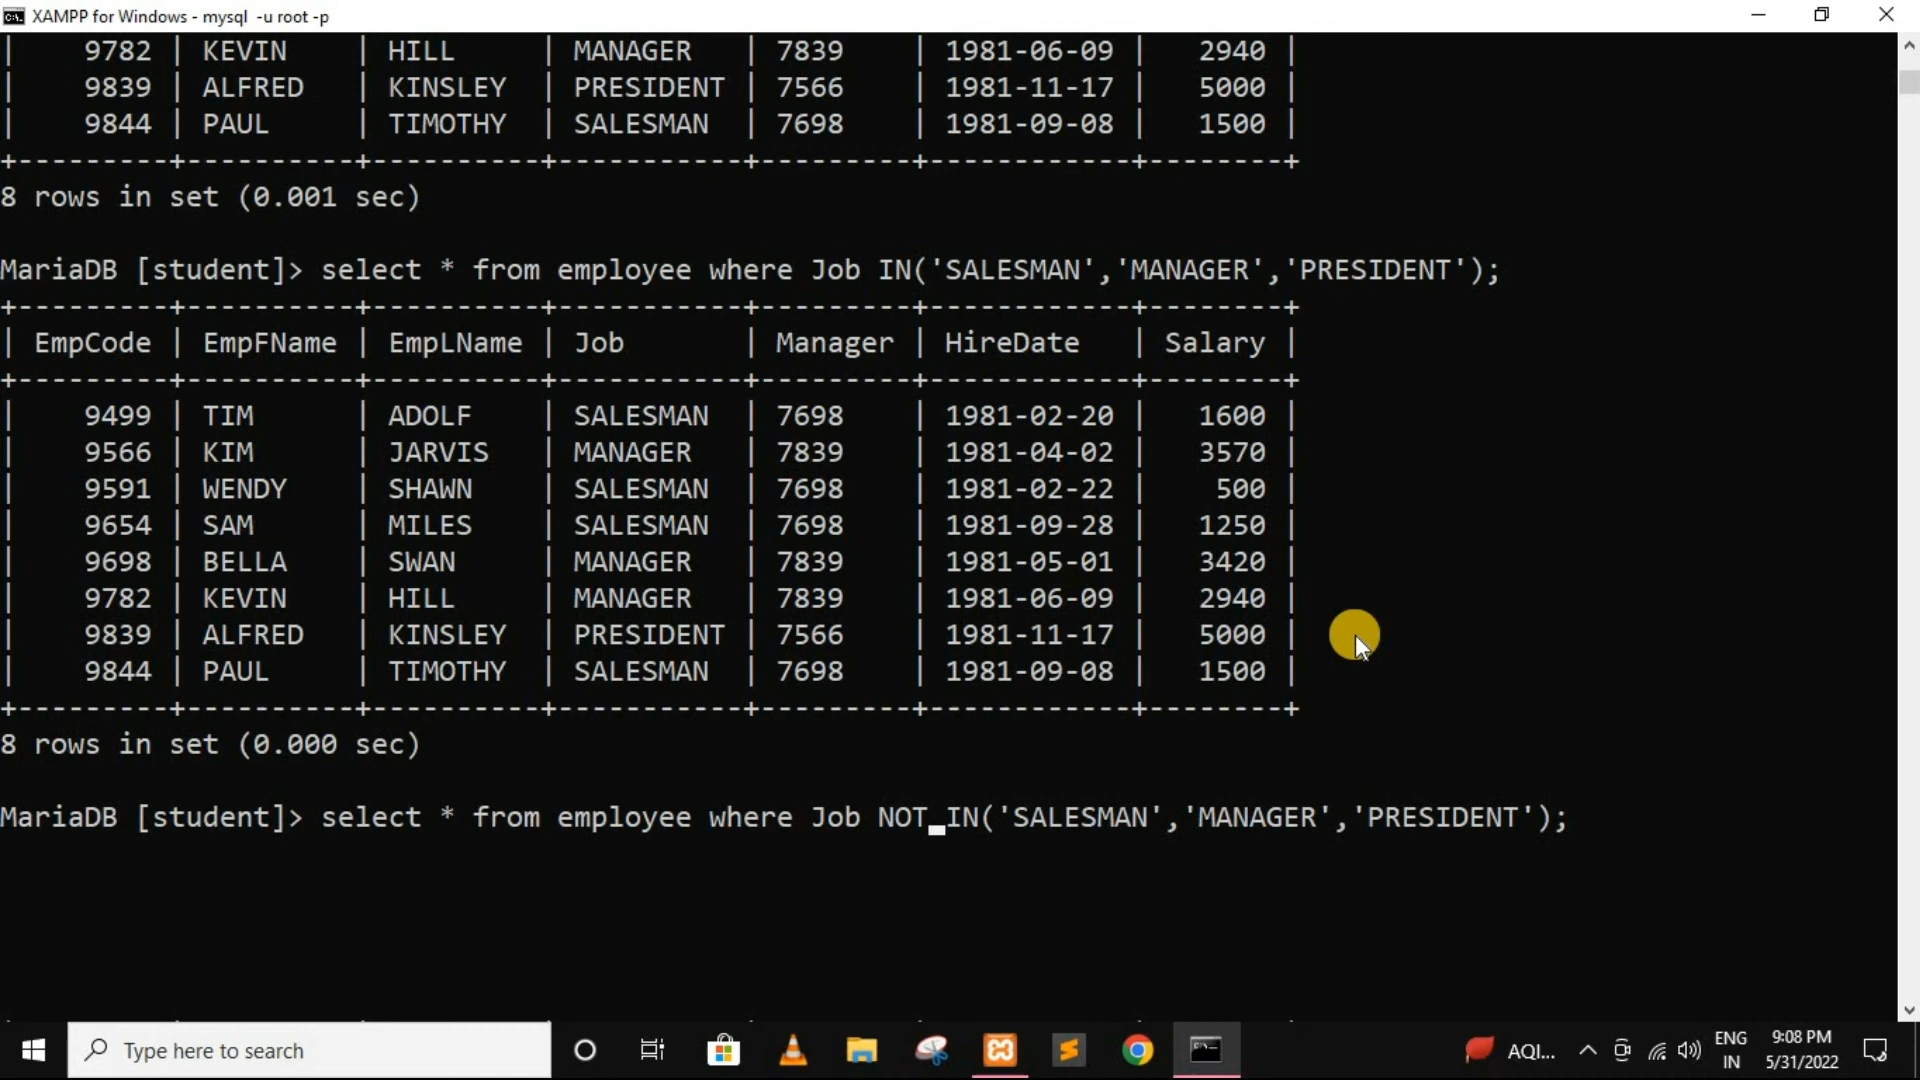 XAMPP for Windows - mysql -u root -p
| 9782 | KEVIN | HILL | MANAGER | 7839 | 1981-06-09 | 2940 |
| 9839 | ALFRED | KINSLEY | PRESIDENT | 7566 | 1981-11-17 | 5000 |
| 9844 | PAUL | TIMOTHY | SALESMAN | 7698 | 1981-09-08 | 1500 |
+---------+----------+----------+-----------+---------+------------+--------+
8 rows in set (0.001 sec)
MariaDB [student]> select * from employee where Job IN('SALESMAN','MANAGER','PRESIDENT');
+---------+----------+----------+-----------+---------+------------+--------+
| EmpCode | EmpFName | EmpLName | Job | Manager | HireDate | Salary |
+---------+----------+----------+-----------+---------+------------+--------+
| 9499 | TIM | ADOLF | SALESMAN | 7698 | 1981-02-20 | 1600 |
| 9566 | KIM | JARVIS | MANAGER | 7839 | 1981-04-02 | 3570 |
| 9591 | WENDY | SHAWN | SALESMAN | 7698 | 1981-02-22 | 500 |
| 9654 | SAM | MILES | SALESMAN | 7698 | 1981-09-28 | 1250 |
| 9698 | BELLA | SWAN | MANAGER | 7839 | 1981-05-01 | 3420 |
| 9782 | KEVIN | HILL | MANAGER | 7839 | 1981-06-09 | 2940 |
| 9839 | ALFRED | KINSLEY | PRESIDENT | 7566 | 1981-11-17 | 5000 |
| 9844 | PAUL | TIMOTHY | SALESMAN | 7698 | 1981-09-08 | 1500 |
+---------+----------+----------+-----------+---------+------------+--------+
8 rows in set (0.000 sec)
MariaDB [student]> select * from employee where Job NOT IN('SALESMAN','MANAGER','PRESIDENT');
Type here to search
AQI...
ENG
IN
9:08 PM
5/31/2022